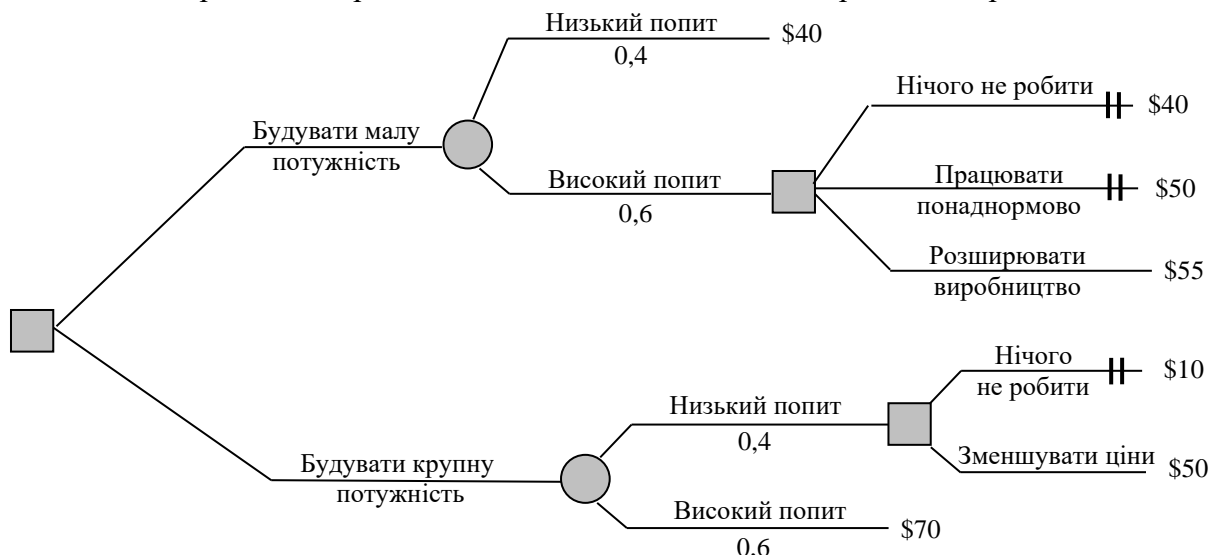 Низький попит
$40
0,4
Нічого не робити
$40
Будувати малу
потужність
Високий попит
0,6
Працювати
понаднормово
$50
Розширювати
виробництво
$55
Нічого
не робити
$10
Низький попит
0,4
Зменшувати ціни
$50
Будувати крупну
потужність
Високий попит
$70
0,6